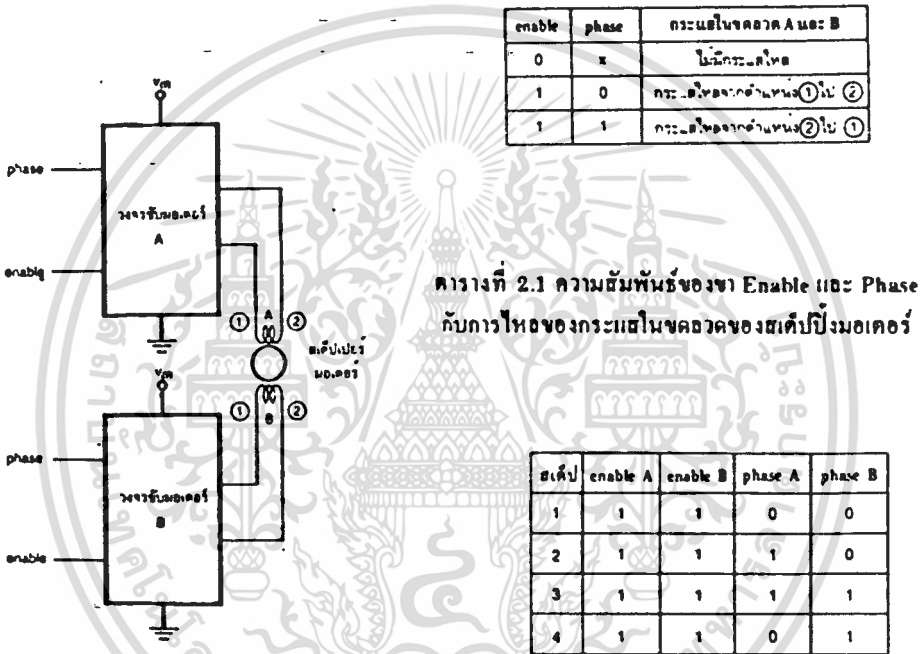 enable phase กระแสในขดลวด A และ B
0 x ไม่มีกระแสไหล
1 0 กระแสไหลจากตำแหน่ง①ไป ②
1 1 กระแสไหลจากตำแหน่ง②ไป ①
Vm
phase
วงจรขับมอเตอร์
A
enable
ตารางที่ 2.1 ความสัมพันธ์ของขา Enable และ Phase
กับการไหลของกระแสในขดลวดของสเต็ปปิ้งมอเตอร์
① A ②
สเต็ปเปอร์
มอเตอร์
Vm
① B ②
phase
วงจรขับมอเตอร์
B
enable
สเต็ป enable A enable B phase A phase B
1 1 1 0 0
2 1 1 1 0
3 1 1 1 1
4 1 1 0 1